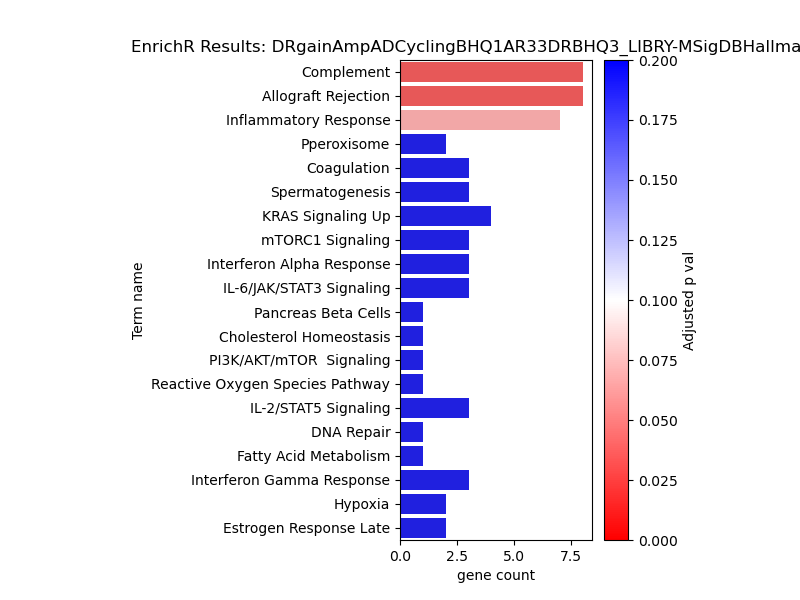 EnrichR Results: DRgainAmpADCyclingBHQ1AR33DRBHQ3_LIBRY-MSigDBHallma
Complement
Allograft Rejection
Inflammatory Response
Pperoxisome
Coagulation
Spermatogenesis
KRAS Signaling Up
mTORC1 Signaling
Interferon Alpha Response
IL-6/JAK/STAT3 Signaling
Pancreas Beta Cells
Cholesterol Homeostasis
PI3K/AKT/mTOR  Signaling
Reactive Oxygen Species Pathway
IL-2/STAT5 Signaling
DNA Repair
Fatty Acid Metabolism
Interferon Gamma Response
Hypoxia
Estrogen Response Late
Term name
0.0 2.5 5.0 7.5
gene count
0.200
0.175
0.150
0.125
0.100
0.075
0.050
0.025
0.000
Adjusted p val